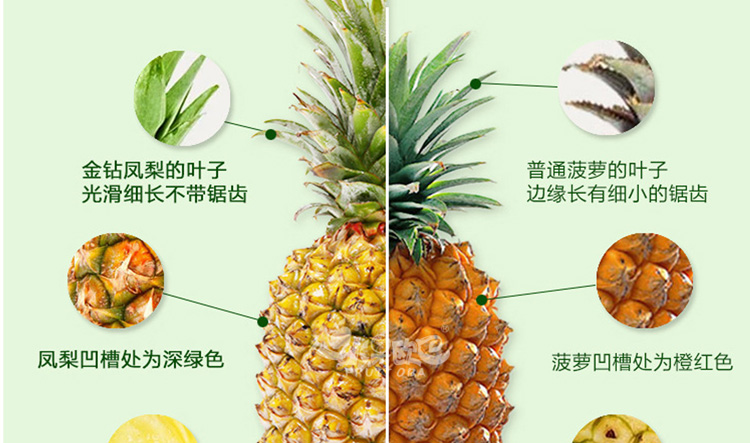 金钻凤梨的叶子
光滑细长不带锯齿
普通菠萝的叶子
边缘长有细小的锯齿
凤梨凹槽处为深绿色
菠萝凹槽处为橙红色